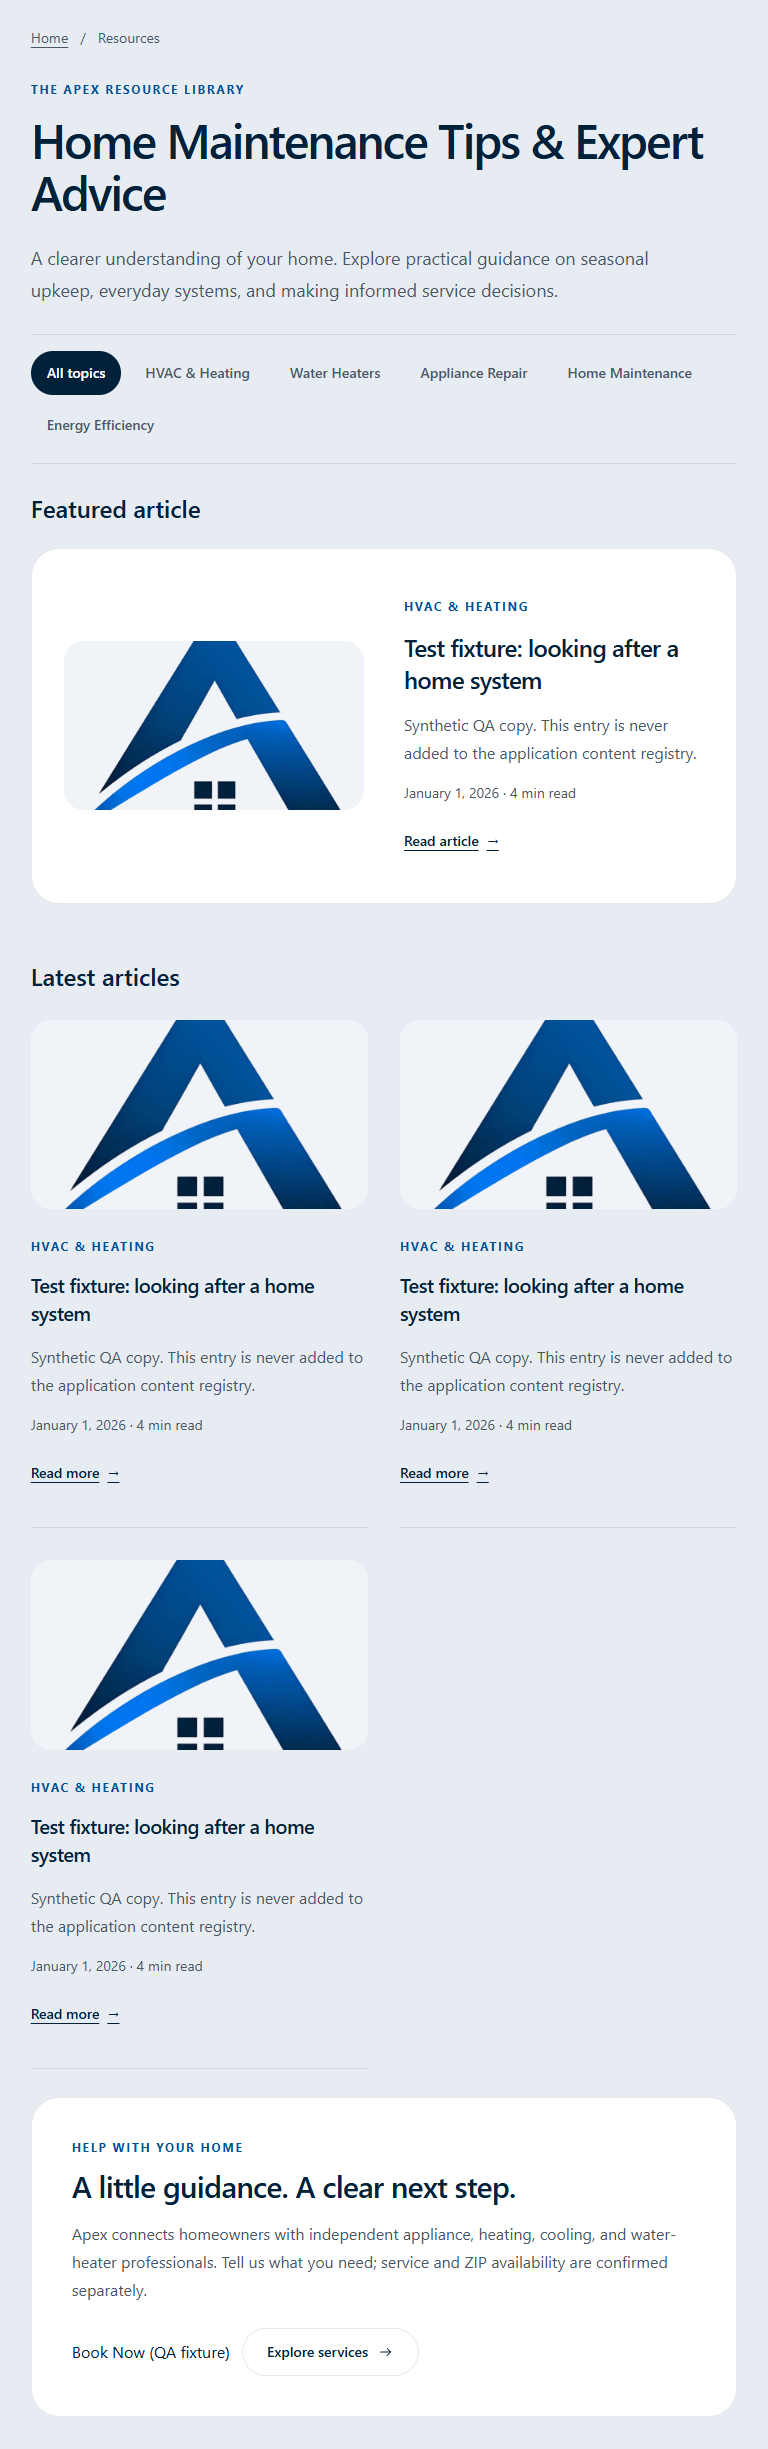 Home / Resources
THE APEX RESOURCE LIBRARY
Home Maintenance Tips & Expert
Advice
A clearer understanding of your home. Explore practical guidance on seasonal
upkeep, everyday systems, and making informed service decisions.
All topics HVAC & Heating Water Heaters Appliance Repair Home Maintenance
Energy Efficiency
Featured article
HVAC & HEATING
Test fixture: looking after a
home system
Synthetic QA copy. This entry is never
added to the application content registry.
January 1, 2026 · 4 min read
Read article →
Latest articles
HVAC & HEATING
Test fixture: looking after a home
system
Synthetic QA copy. This entry is never added to
the application content registry.
January 1, 2026 · 4 min read
Read more →
HVAC & HEATING
Test fixture: looking after a home
system
Synthetic QA copy. This entry is never added to
the application content registry.
January 1, 2026 · 4 min read
Read more →
HVAC & HEATING
Test fixture: looking after a home
system
Synthetic QA copy. This entry is never added to
the application content registry.
January 1, 2026 · 4 min read
Read more →
HELP WITH YOUR HOME
A little guidance. A clear next step.
Apex connects homeowners with independent appliance, heating, cooling, and water-
heater professionals. Tell us what you need; service and ZIP availability are confirmed
separately.
Book Now (QA fixture) Explore services →